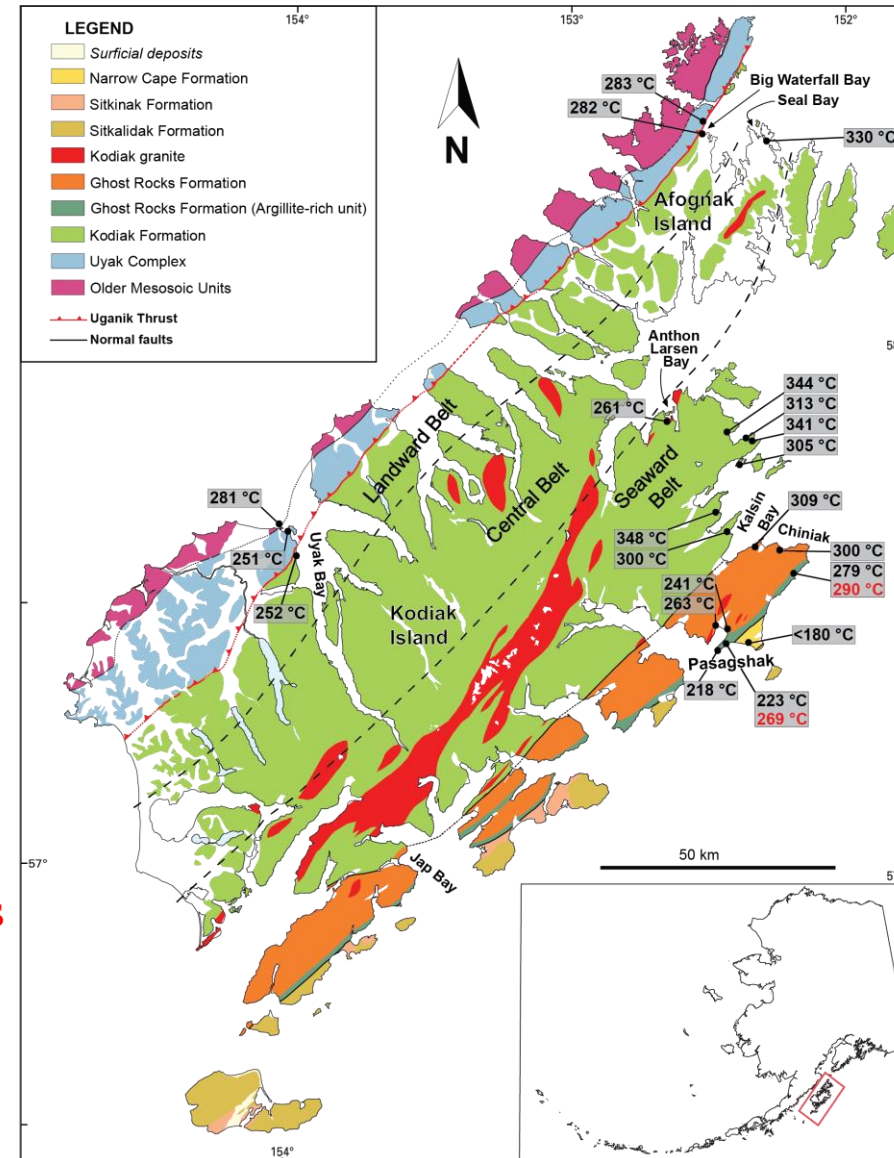 154°
153°
152°
LEGEND
Surficial deposits
Narrow Cape Formation
Sitkinak Formation
Sitkalidak Formation
Kodiak granite
Ghost Rocks Formation
Ghost Rocks Formation (Argillite-rich unit)
Kodiak Formation
Uyak Complex
Older Mesosoic Units
Uganik Thrust
Normal faults
N
283 °C
282 °C
Big Waterfall Bay
Seal Bay
330 °C
Afognak
Island
58
Anthon
Larsen
Bay
261 °C
344 °C
313 °C
341 °C
305 °C
Landward Belt
Central Belt
Seaward
Belt
281 °C
251 °C
252 °C
Uyak Bay
348 °C
300 °C
Kalsin
Bay
309 °C
Chiniak
300 °C
279 °C
290 °C
241 °C
263 °C
<180 °C
Kodiak
Island
Pasagshak
218 °C
223 °C
269 °C
57°
Jap Bay
50 km
57
s
154°